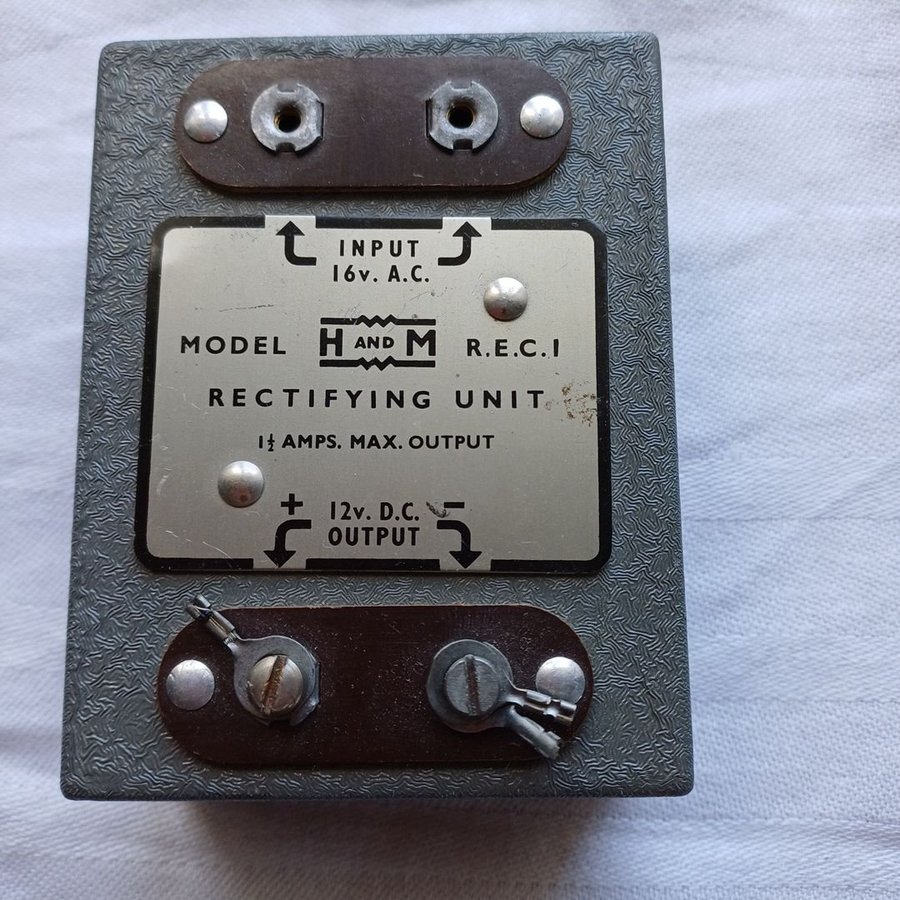 INPUT
16v. A.C.
MODEL H AND M R.E.C.1
RECTIFYING UNIT
1½ AMPS. MAX. OUTPUT
+ 12v. D.C. -
OUTPUT